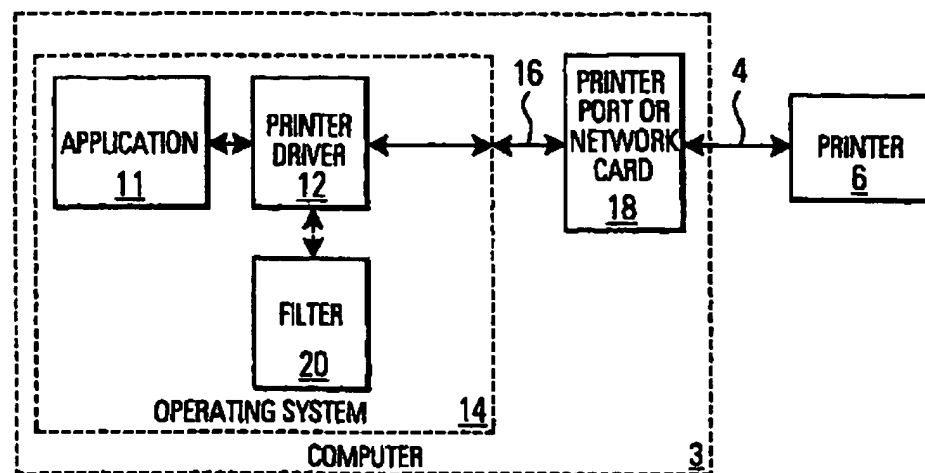 APPLICATION
11
PRINTER
DRIVER
12
16
PRINTER
PORT OR
NETWORK
CARD
18
4
PRINTER
6
FILTER
20
OPERATING SYSTEM
14
COMPUTER
3